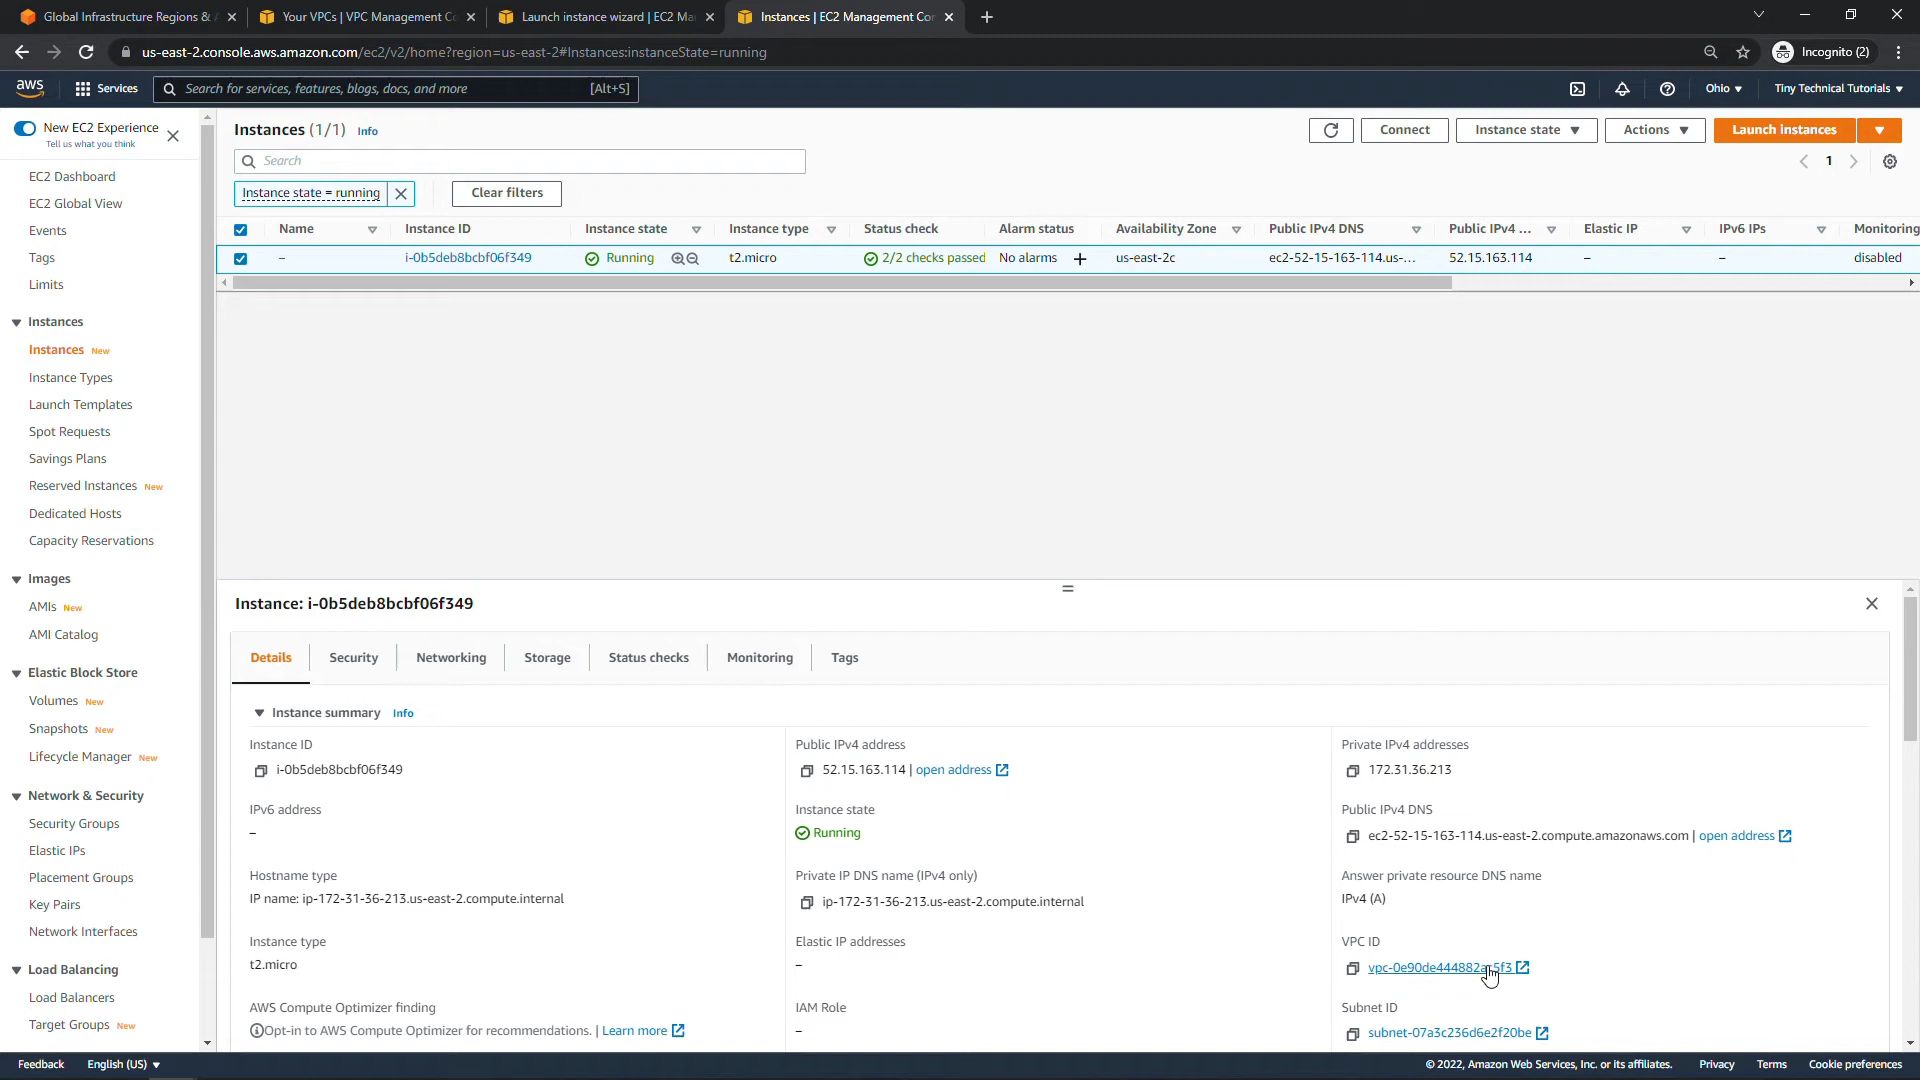 Global Infrastructure Regions &
Your VPCs | VPC Management Co
Launch instance wizard | EC2 Ma
Instances | EC2 Management Con
us-east-2.console.aws.amazon.com/ec2/v2/home?region=us-east-2#Instances:instanceState=running
Incognito (2)
aws
Services
Search for services, features, blogs, docs, and more
[Alt+S]
Ohio
Tiny Technical Tutorials
New EC2 Experience
Tell us what you think
EC2 Dashboard
EC2 Global View
Events
Tags
Limits
Instances
Instances New
Instance Types
Launch Templates
Spot Requests
Savings Plans
Reserved Instances New
Dedicated Hosts
Capacity Reservations
Images
AMIs New
AMI Catalog
Elastic Block Store
Volumes New
Snapshots New
Lifecycle Manager New
Network & Security
Security Groups
Elastic IPs
Placement Groups
Key Pairs
Network Interfaces
Load Balancing
Load Balancers
Target Groups New
Instances (1/1) Info
Connect
Instance state
Actions
Launch instances
Search
1
Instance state = running
Clear filters
Name Instance ID Instance state Instance type Status check Alarm status Availability Zone Public IPv4 DNS Public IPv4 ... Elastic IP IPv6 IPs Monitoring
– i-0b5deb8bcbf06f349 Running t2.micro 2/2 checks passed No alarms + us-east-2c ec2-52-15-163-114.us-... 52.15.163.114 – – disabled
Instance: i-0b5deb8bcbf06f349
Details Security Networking Storage Status checks Monitoring Tags
Instance summary Info
Instance ID
i-0b5deb8bcbf06f349
Public IPv4 address
52.15.163.114 | open address
Private IPv4 addresses
172.31.36.213
IPv6 address
–
Instance state
Running
Public IPv4 DNS
ec2-52-15-163-114.us-east-2.compute.amazonaws.com | open address
Hostname type
IP name: ip-172-31-36-213.us-east-2.compute.internal
Private IP DNS name (IPv4 only)
ip-172-31-36-213.us-east-2.compute.internal
Answer private resource DNS name
IPv4 (A)
Instance type
t2.micro
Elastic IP addresses
–
VPC ID
AWS Compute Optimizer finding
Opt-in to AWS Compute Optimizer for recommendations. | Learn more
IAM Role
–
Subnet ID
subnet-07a3c236d6e2f20be
Feedback
English (US)
© 2022, Amazon Web Services, Inc. or its affiliates.
Privacy
Terms
Cookie preferences